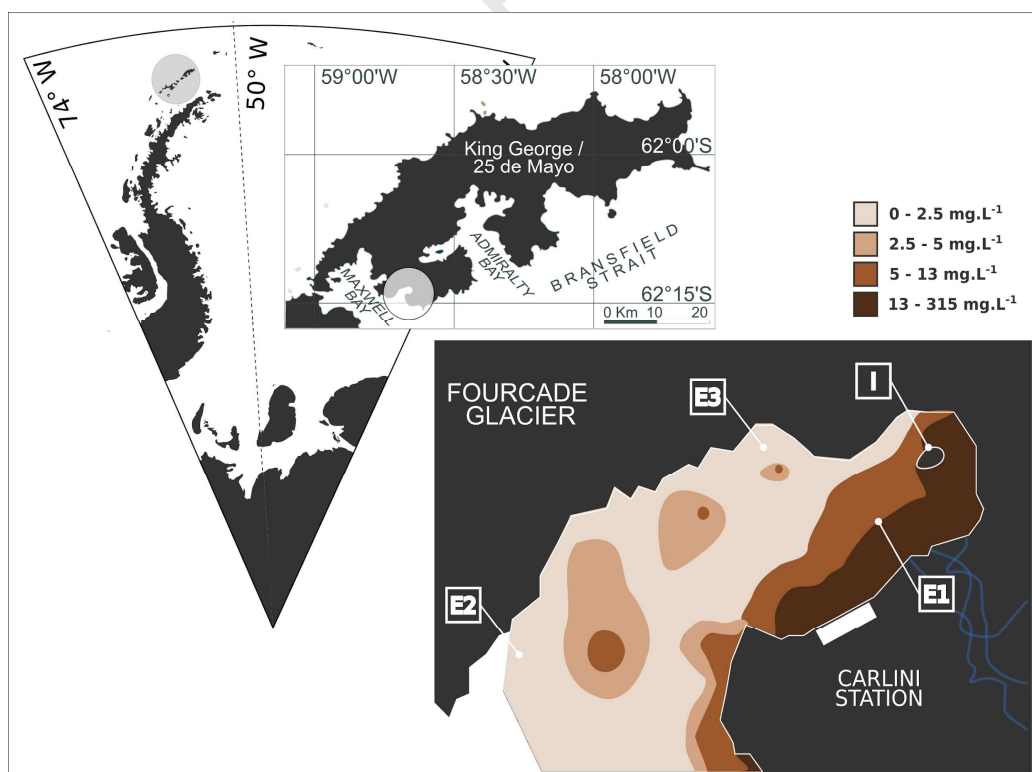 74° W
50° W
59°00'W
58°30'W
58°00'W
King George /
25 de Mayo
62°00'S
ADMIRALTY
BAY
BRANSFIELD
STRAIT
MAXWELL
BAY
62°15'S
0 Km 10 20
0 - 2.5 mg.L⁻¹
2.5 - 5 mg.L⁻¹
5 - 13 mg.L⁻¹
13 - 315 mg.L⁻¹
FOURCADE
GLACIER
E3
I
E2
E1
CARLINI
STATION